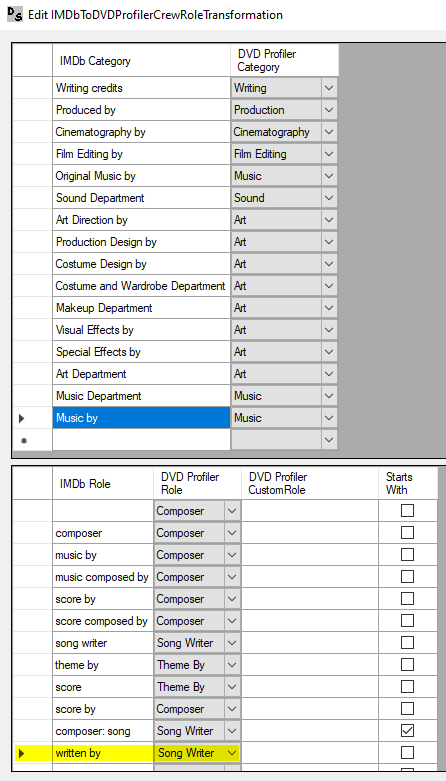 DS Edit IMDbToDVDProfilerCrewRoleTransformation
IMDb Category DVD Profiler Category
Writing credits Writing
Produced by Production
Cinematography by Cinematography
Film Editing by Film Editing
Original Music by Music
Sound Department Sound
Art Direction by Art
Production Design by Art
Costume Design by Art
Costume and Wardrobe Department Art
Makeup Department Art
Visual Effects by Art
Special Effects by Art
Art Department Art
Music Department Music
Music by Music
IMDb Role DVD Profiler Role DVD Profiler CustomRole Starts With
Composer
composer Composer
music by Composer
music composed by Composer
score by Composer
score composed by Composer
song writer Song Writer
theme by Theme By
score Theme By
score by Composer
composer: song Song Writer
written by Song Writer